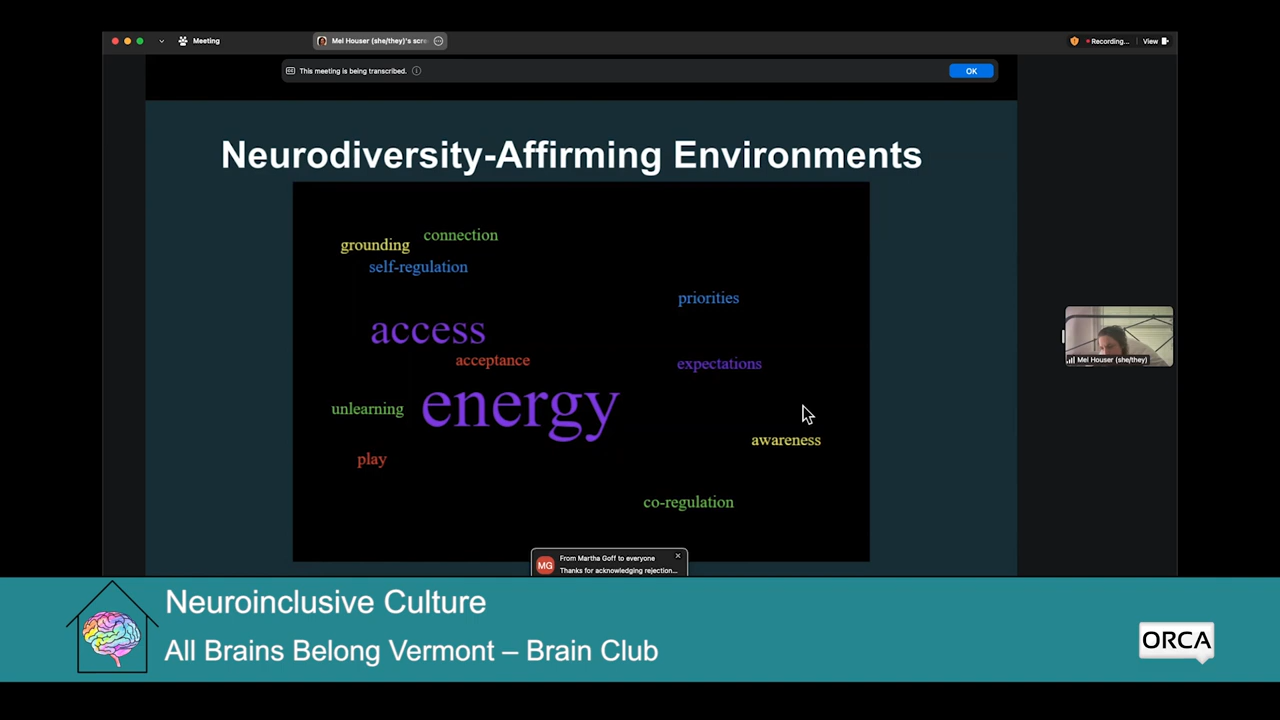 Meeting
Mel Houser (she/they)'s scre
Recording...
View
This meeting is being transcribed.
OK
Neurodiversity-Affirming Environments
connection
grounding
self-regulation
priorities
access
acceptance
expectations
energy
unlearning
awareness
play
co-regulation
Mel Houser (she/they)
MG
From Martha Goff to everyone
Thanks for acknowledging rejection...
Neuroinclusive Culture
All Brains Belong Vermont – Brain Club
ORCA